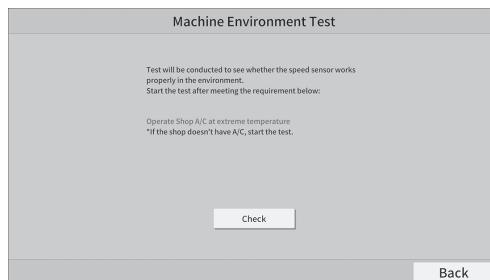 Machine Environment Test
Test will be conducted to see whether the speed sensor works
properly in the environment.
Start the test after meeting the requirement below:
Operate Shop A/C at extreme temperature
*If the shop doesn't have A/C, start the test.
Check
Back